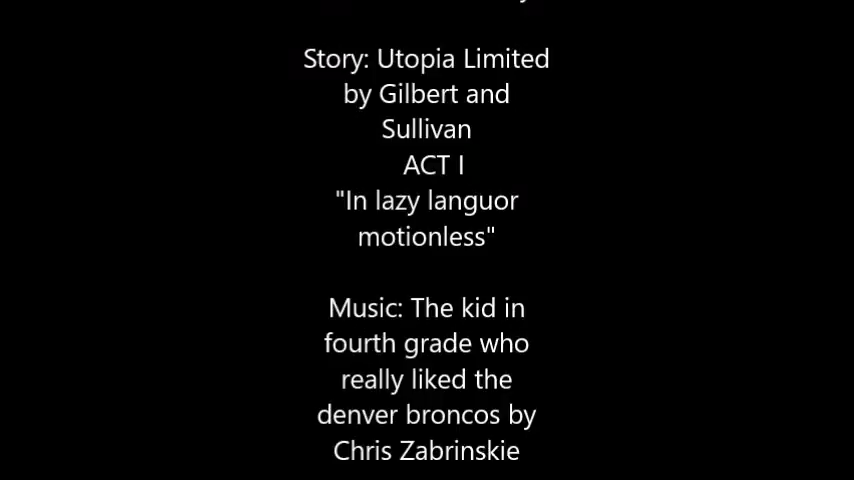 Story: Utopia Limited
by Gilbert and
Sullivan
ACT I
"In lazy languor
motionless"
Music: The kid in
fourth grade who
really liked the
denver broncos by
Chris Zabrinskie